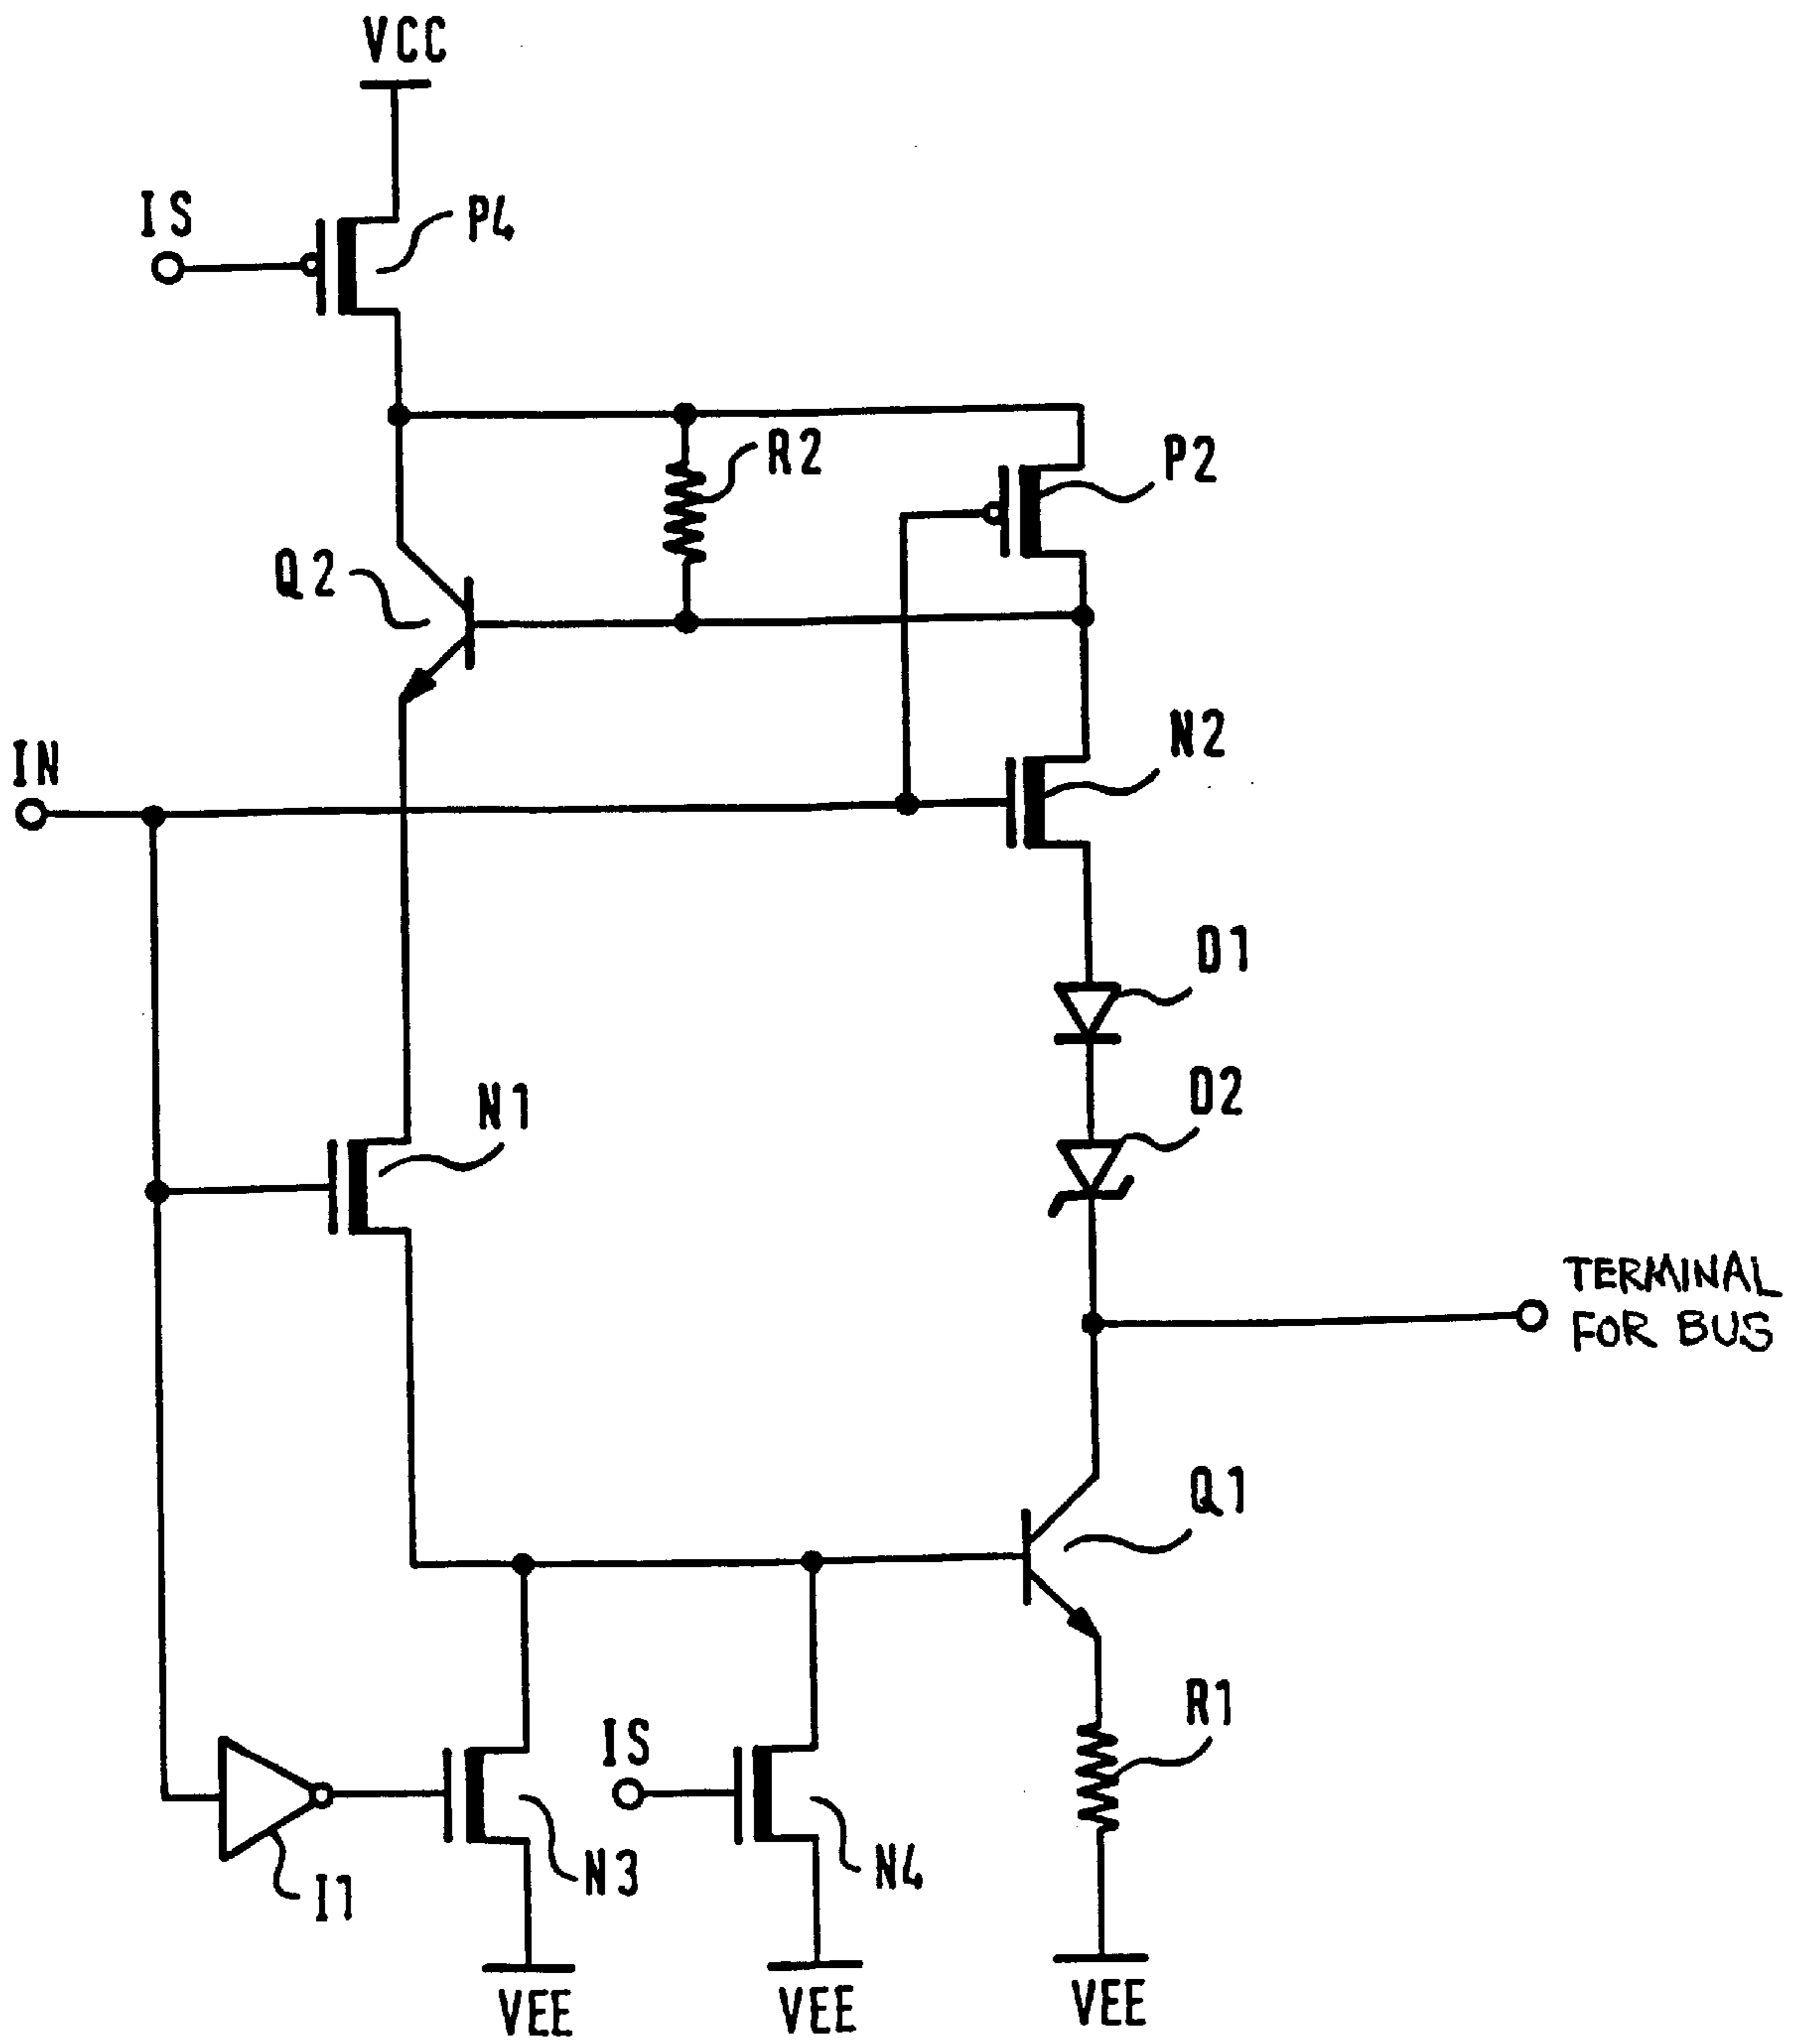 VCC
IS
P4
R2
P2
Q2
N2
IN
D1
D2
N1
TERMINAL
FOR BUS
Q1
R1
IS
I1
N3
N4
VEE
VEE
VEE